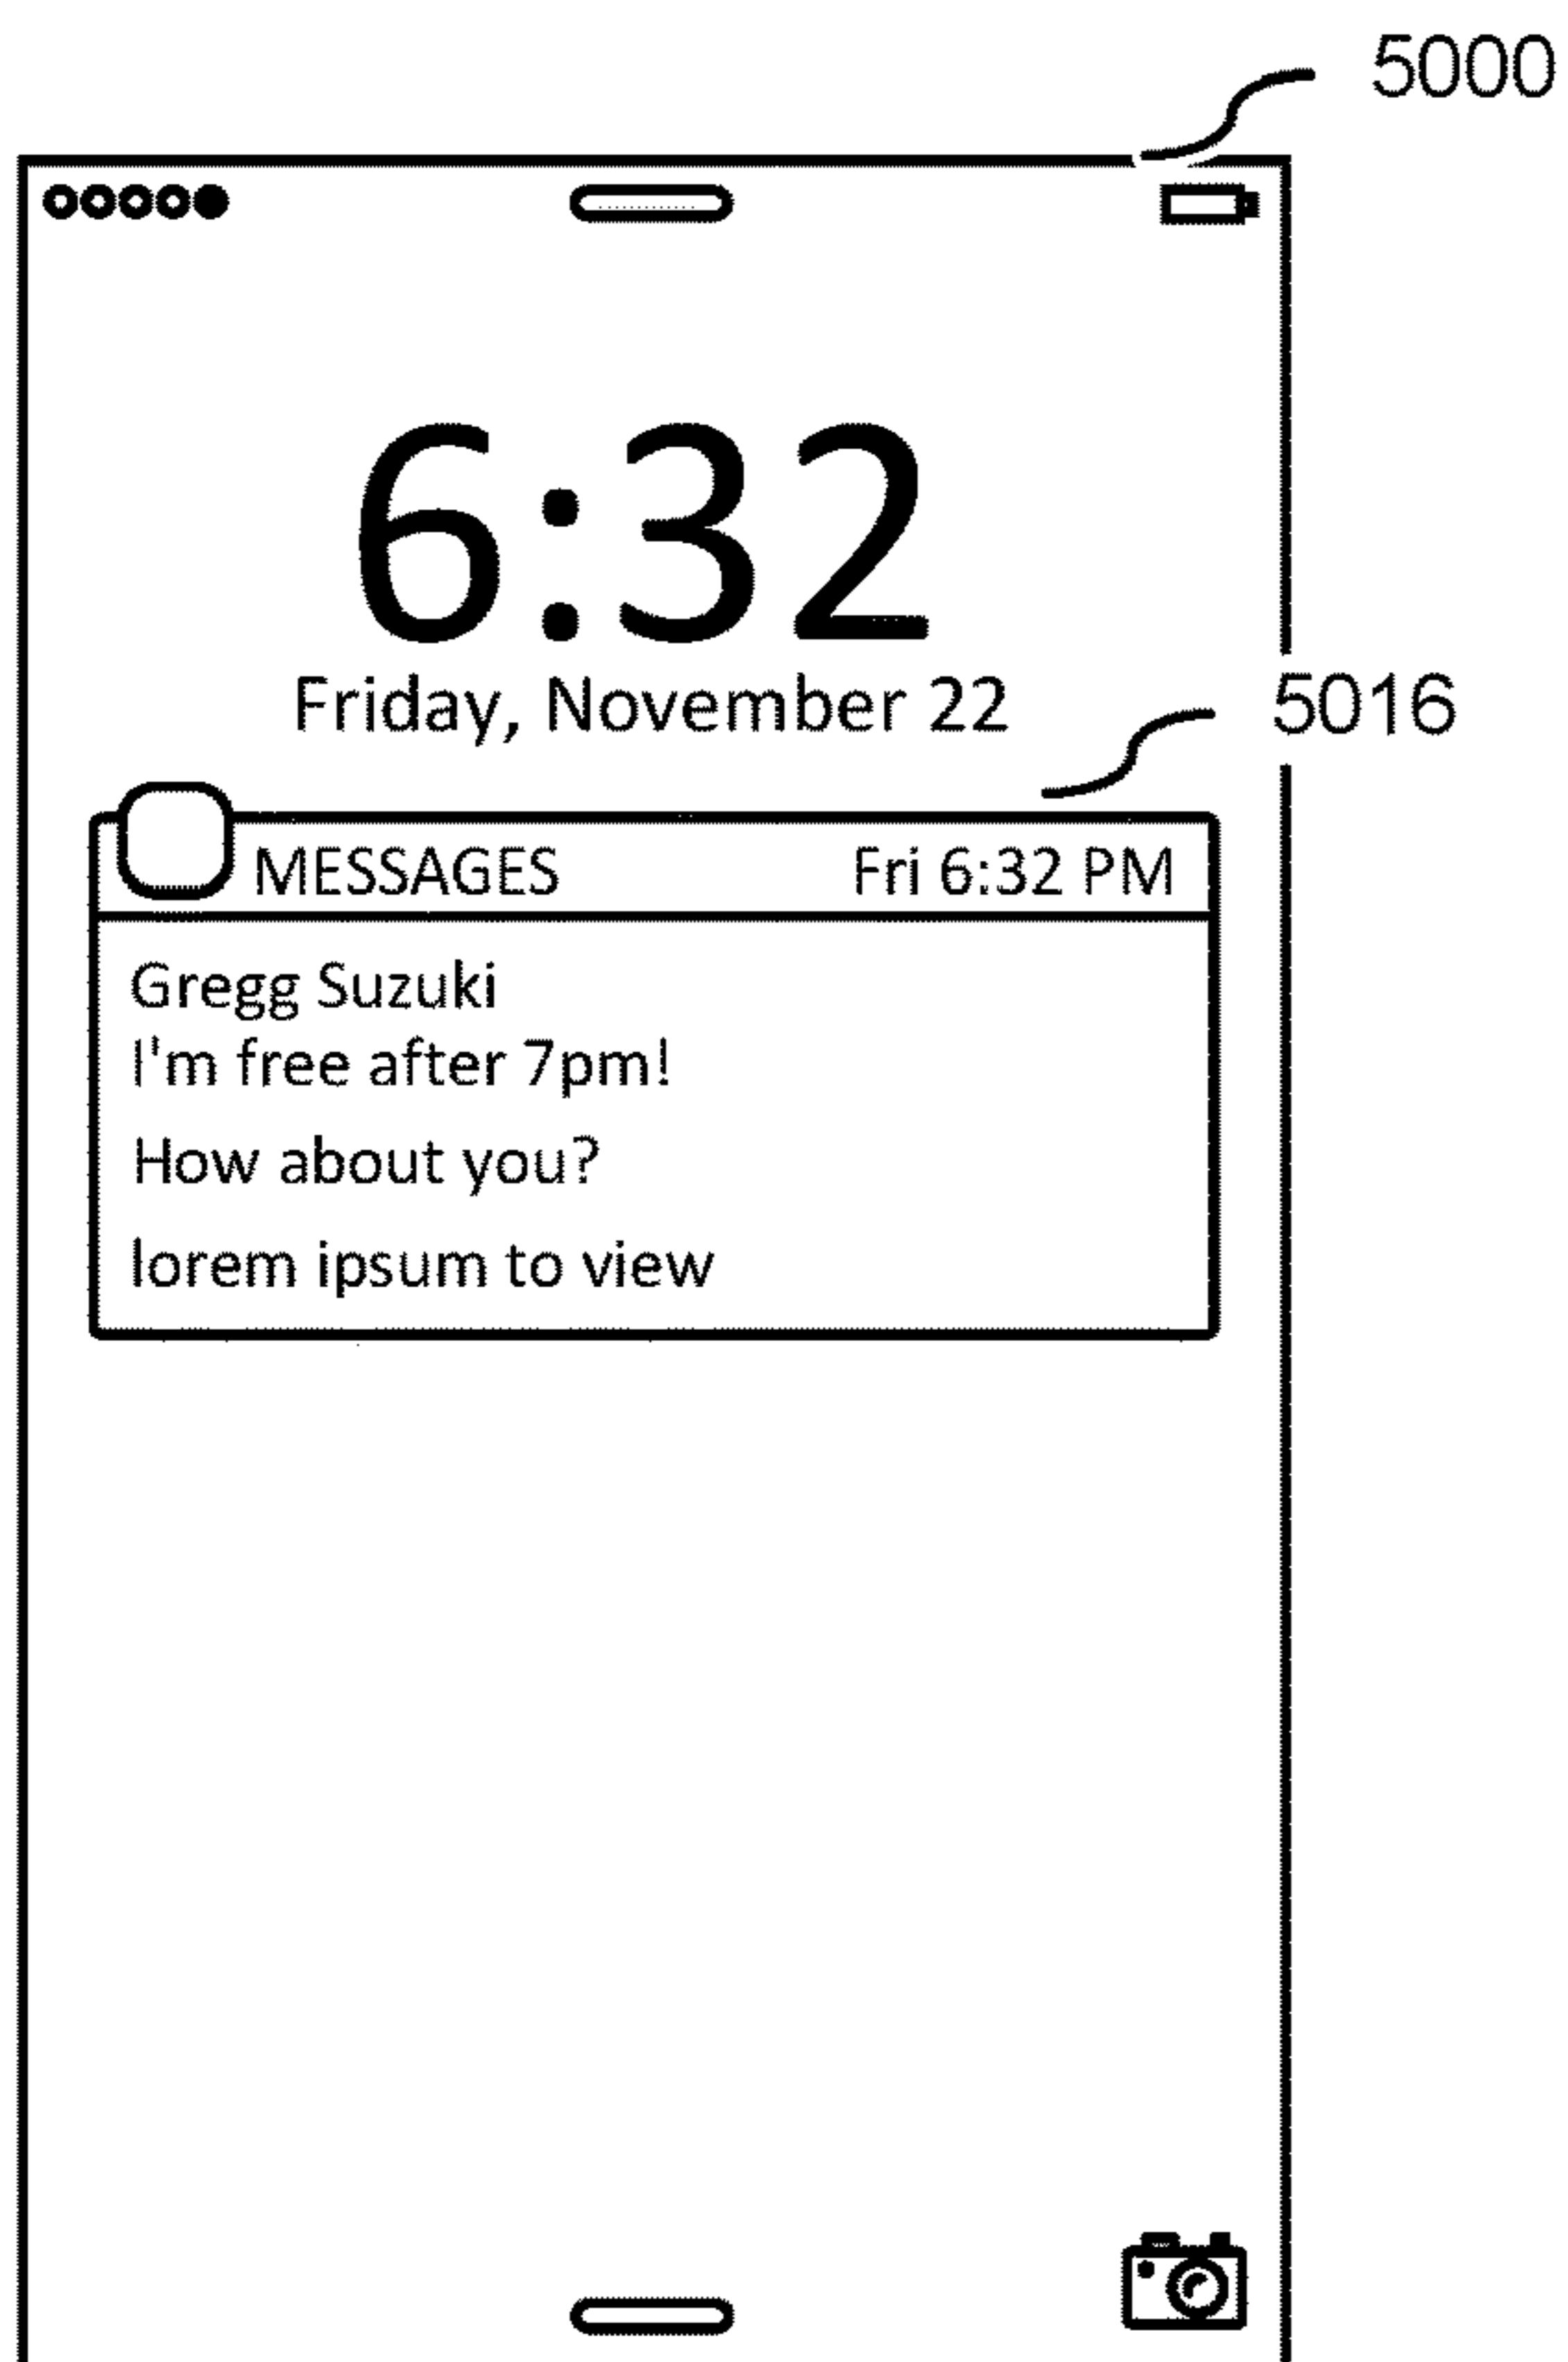 5000
6:32
Friday, November 22
5016
MESSAGES Fri 6:32 PM
Gregg Suzuki
I'm free after 7pm!
How about you?
lorem ipsum to view